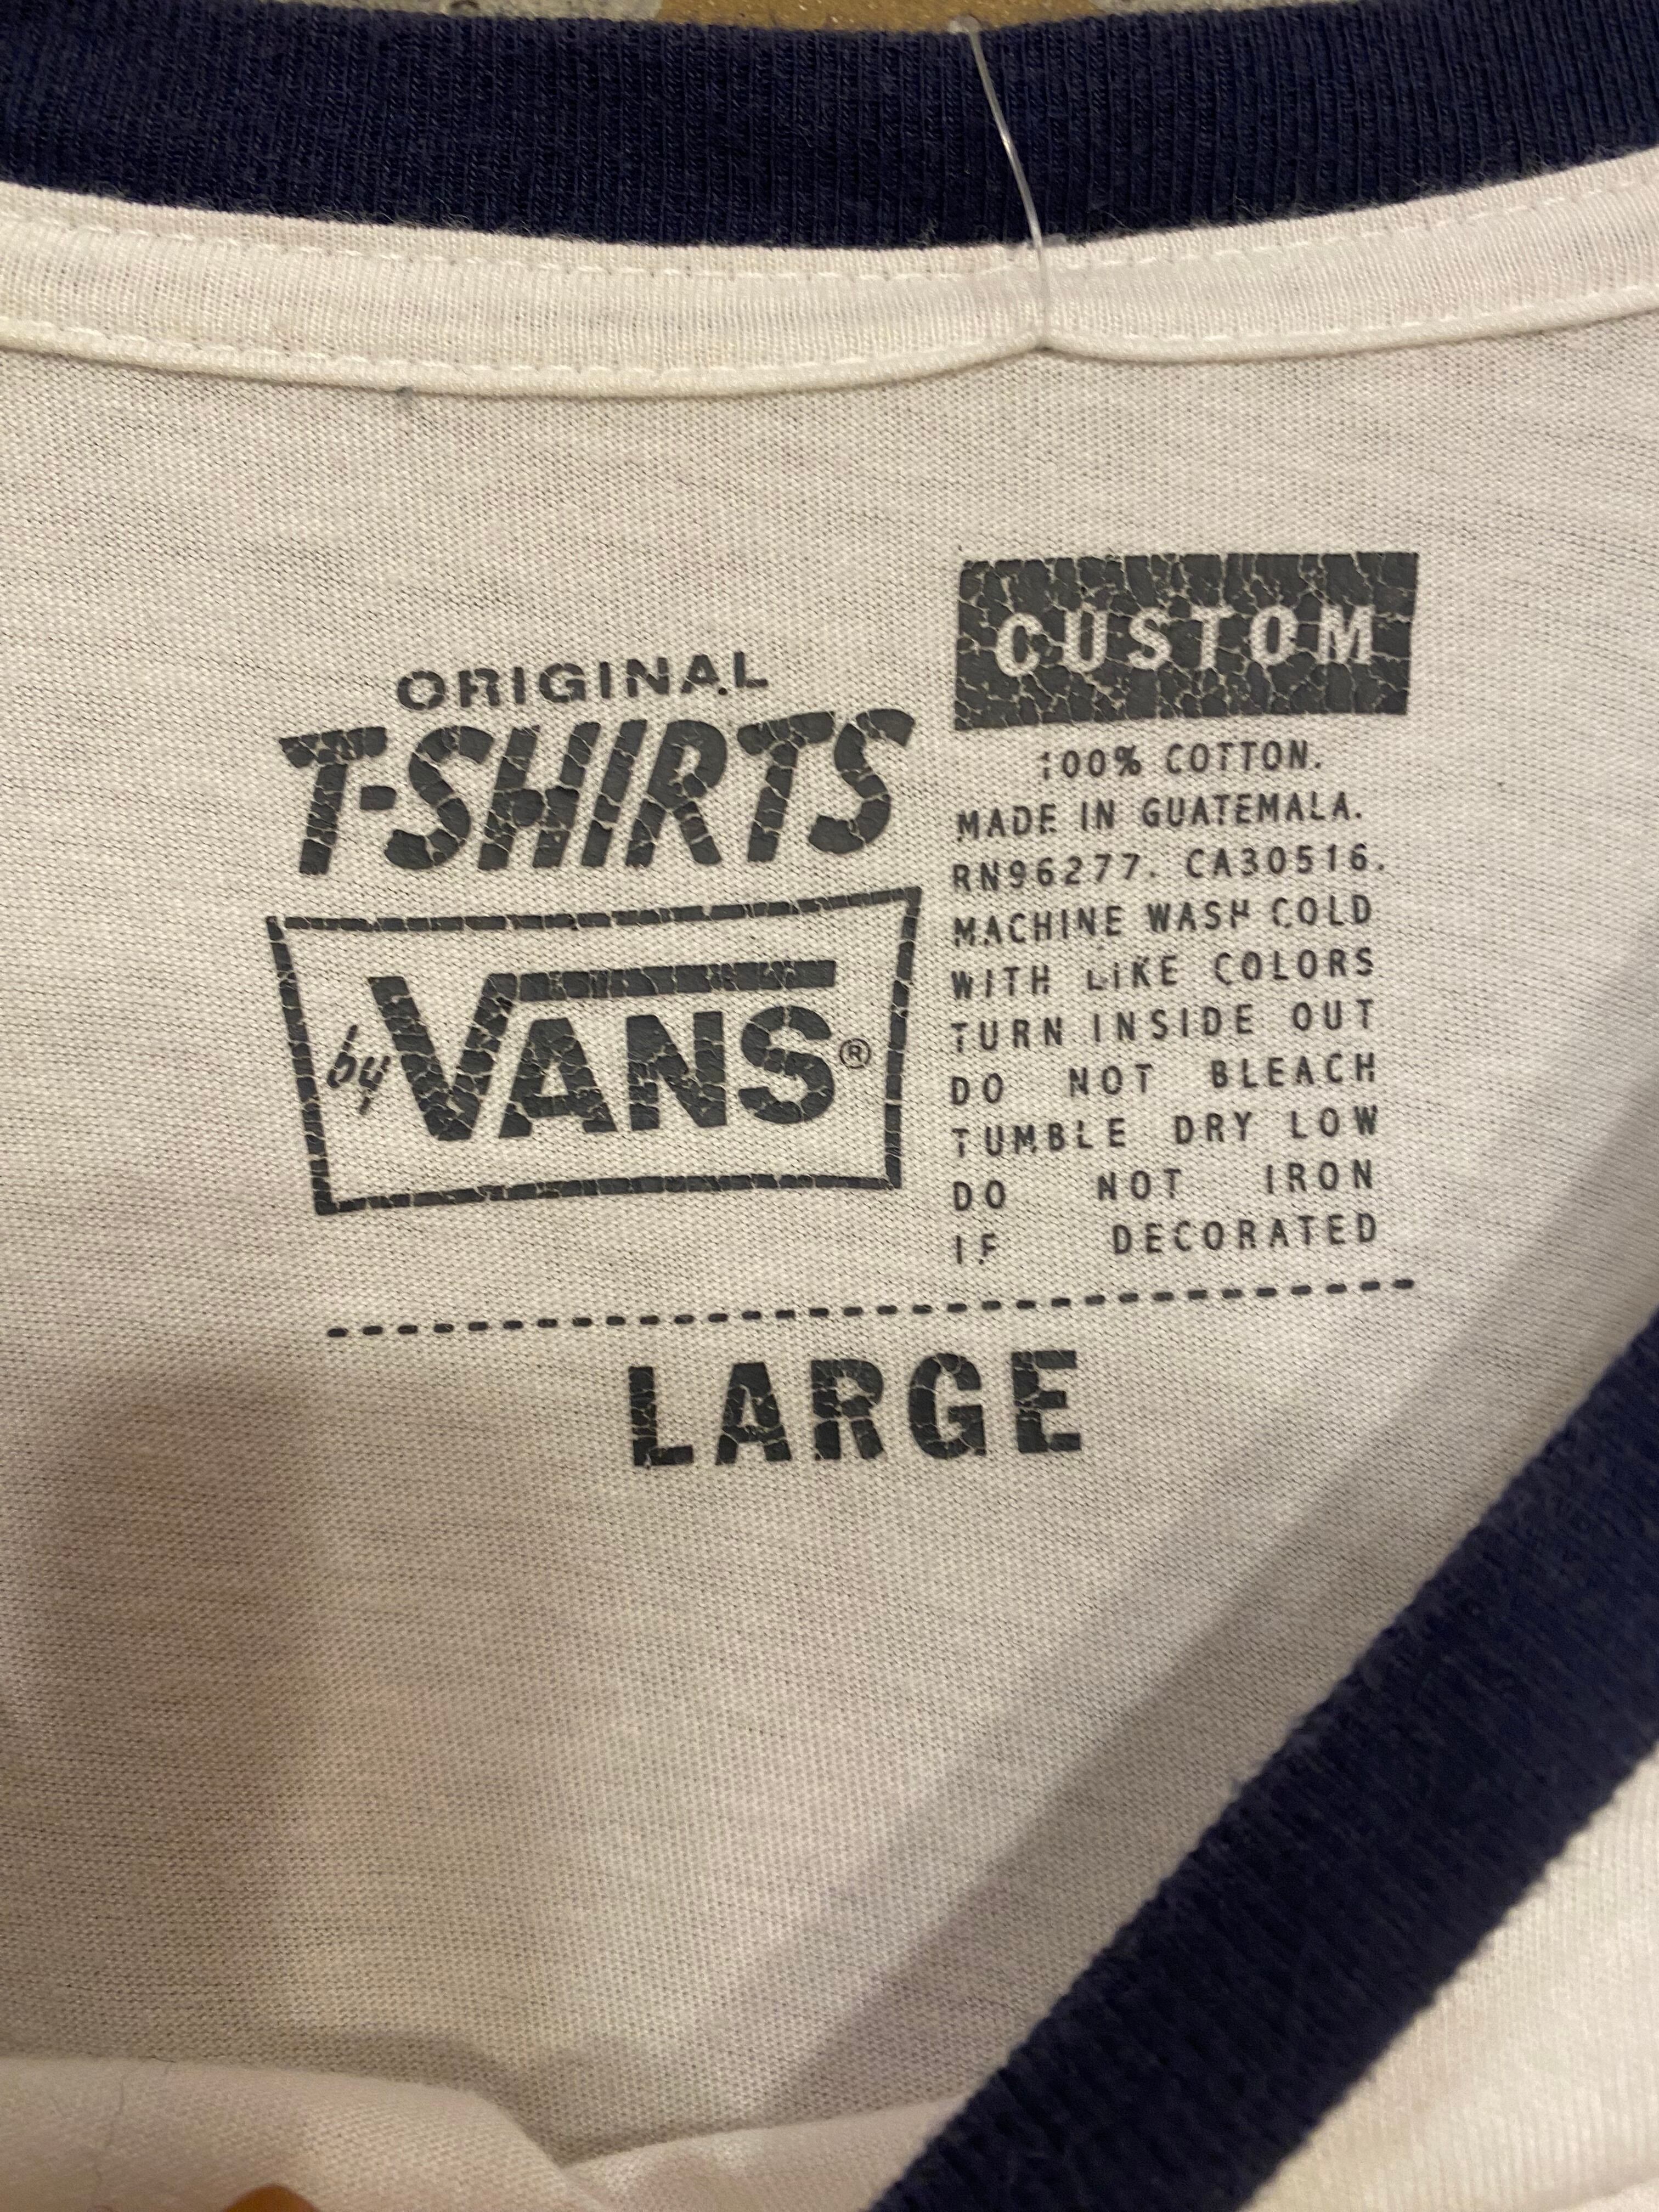 ORIGINAL
T-SHIRTS
by VANS®
CUSTOM
100% COTTON.
MADE IN GUATEMALA.
RN96277. CA30516.
MACHINE WASH COLD
WITH LIKE COLORS
TURN INSIDE OUT
DO NOT BLEACH
TUMBLE DRY LOW
DO NOT IRON
IF DECORATED
LARGE